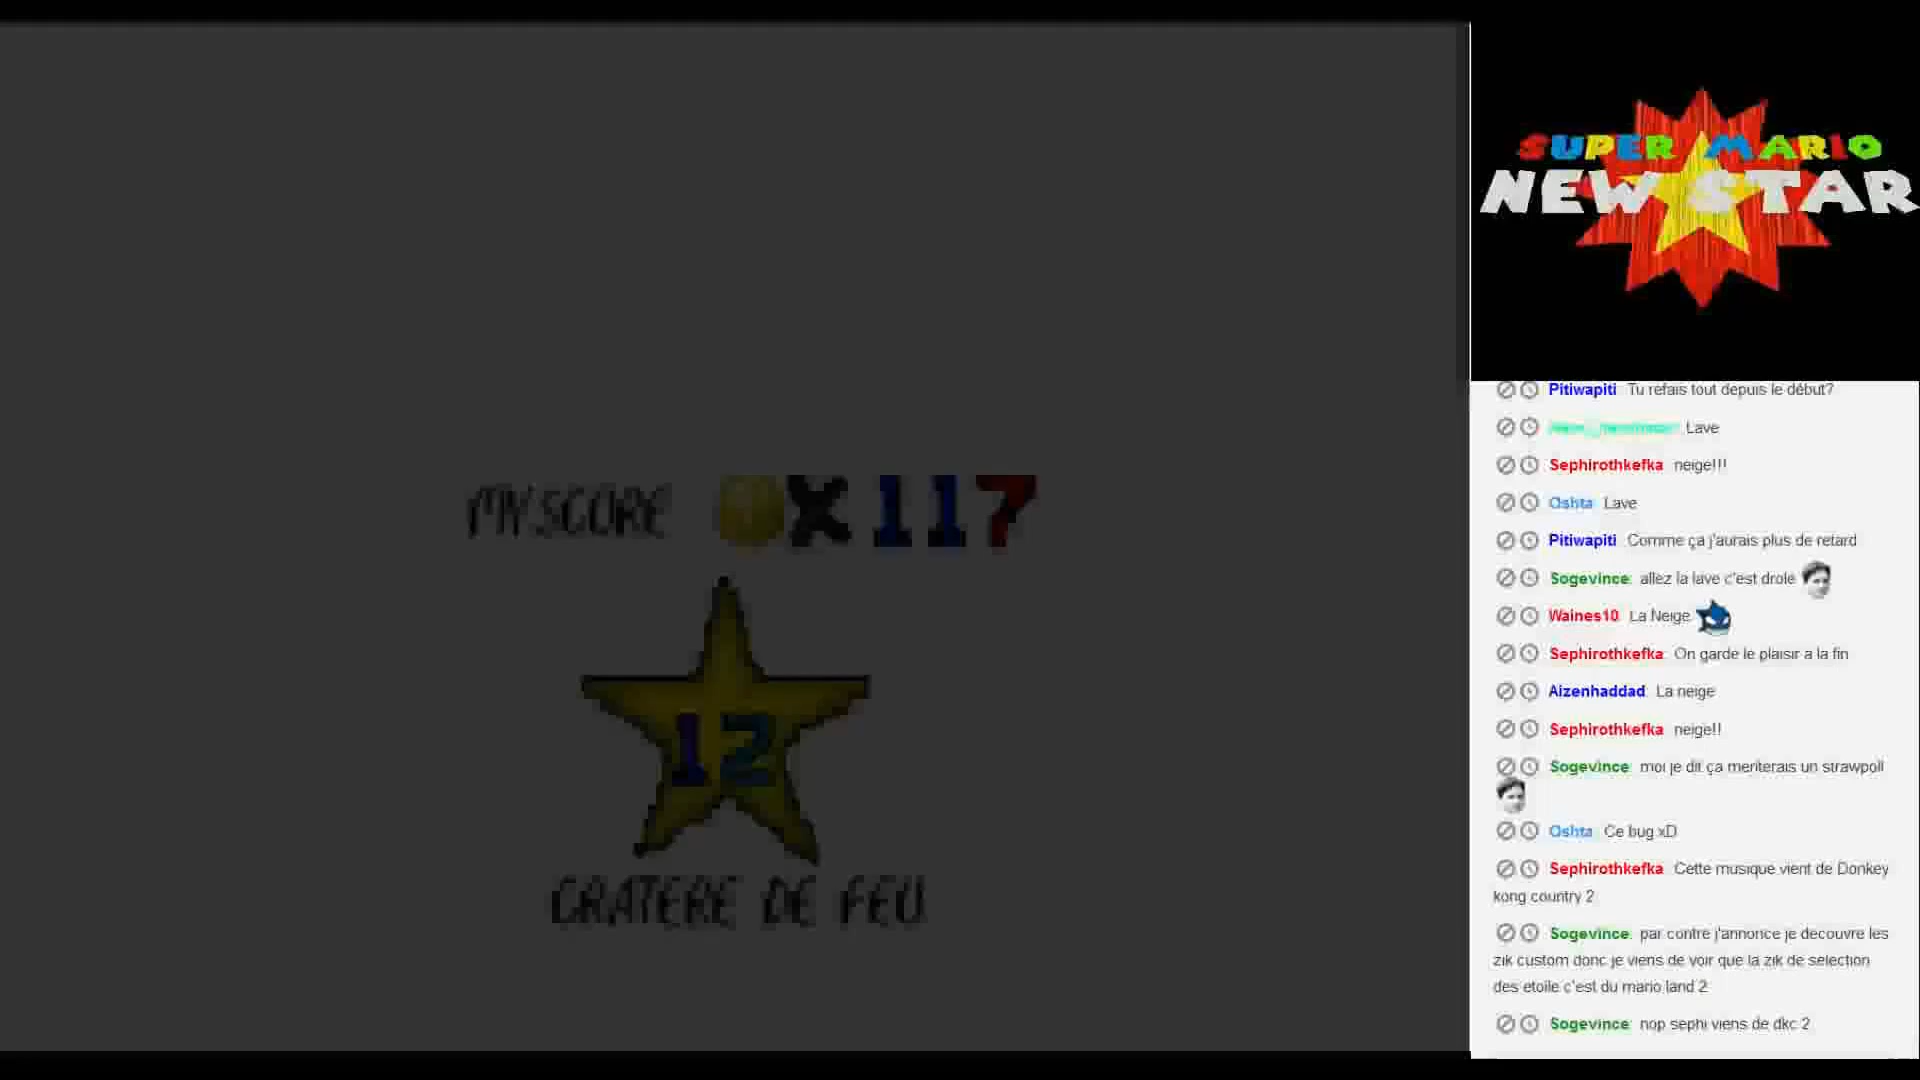 SUPER MARIO
NEW STAR
MY SCORE X 117
12
CRATERE DE FEU
Pitiwapiti: Tu refais tout depuis le début?
Lave
Sephirothkefka: neige!!!
Oshta: Lave
Pitiwapiti: Comme ça j'aurais plus de retard
Sogevince: allez la lave c'est drole
Waines10: La Neige
Sephirothkefka: On garde le plaisir a la fin
Aizenhaddad: La neige
Sephirothkefka: neige!!
Sogevince: moi je dit ça meriterais un strawpoll
Oshta: Ce bug xD
Sephirothkefka: Cette musique vient de Donkey
kong country 2
Sogevince: par contre j'annonce je decouvre les
zik custom donc je viens de voir que la zik de selection
des etoile c'est du mario land 2
Sogevince: nop sephi viens de dkc 2